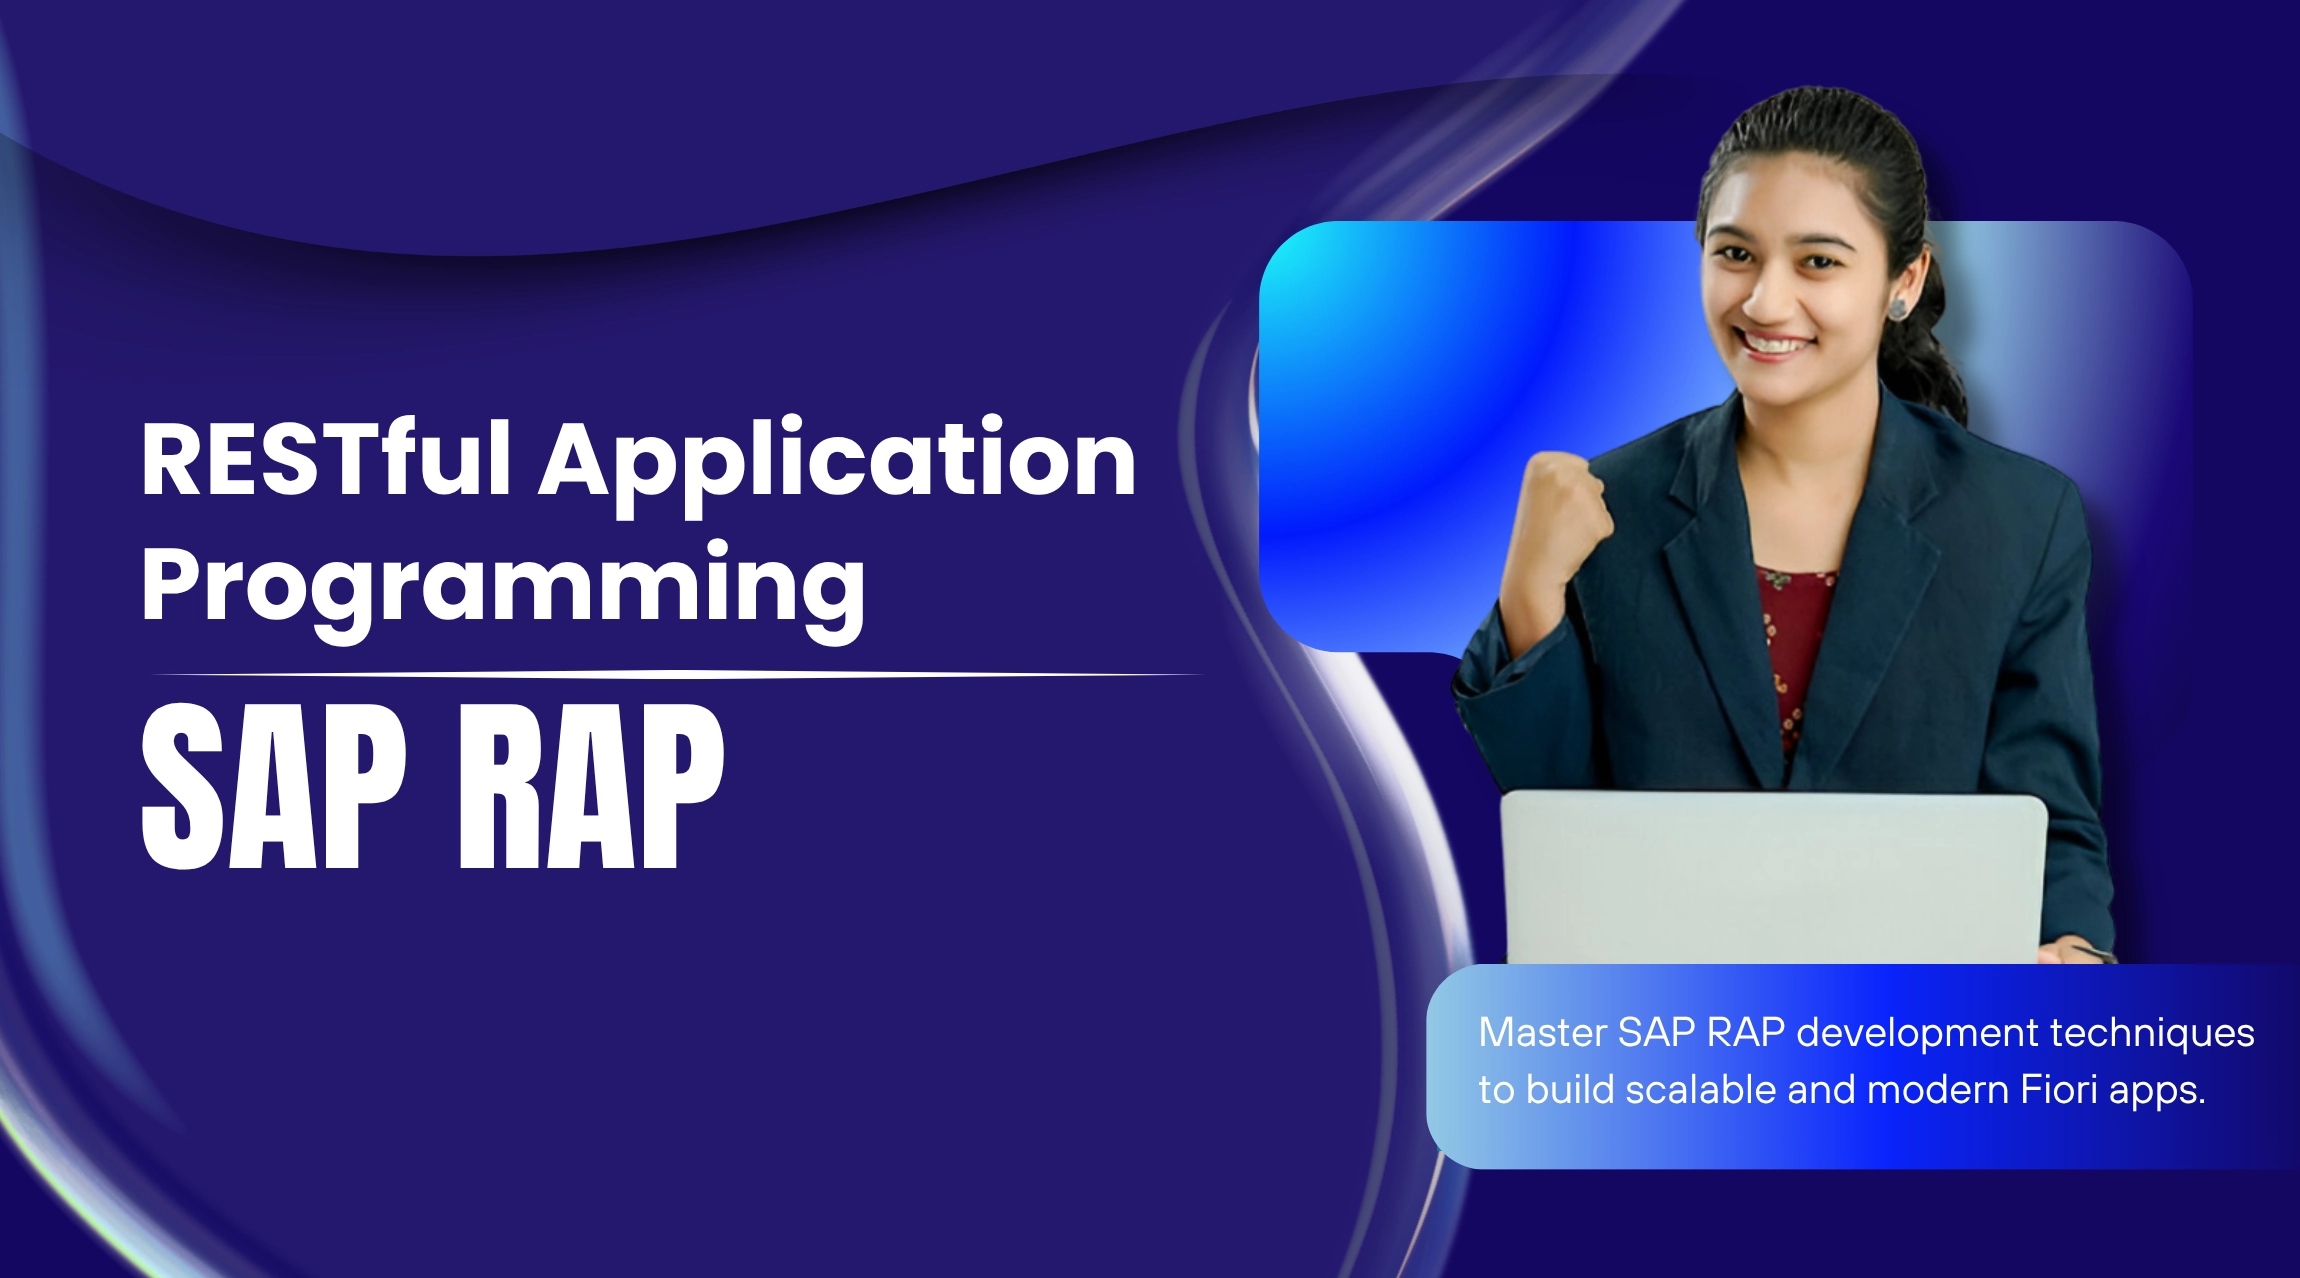 RESTful Application
Programming
SAP RAP
Master SAP RAP development techniques
to build scalable and modern Fiori apps.